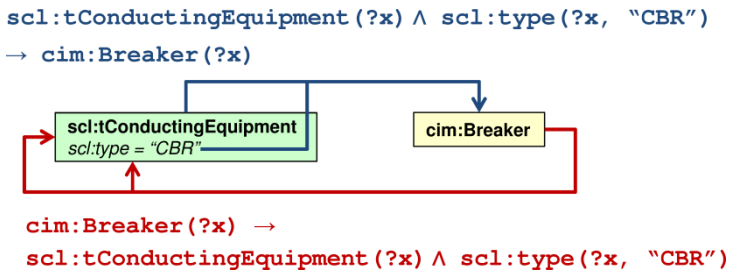 scl:tConductingEquipment(?x) ∧ scl:type(?x, “CBR”)
→ cim:Breaker(?x)
scl:tConductingEquipment
scl:type = “CBR”
cim:Breaker
cim:Breaker(?x) →
scl:tConductingEquipment(?x) ∧ scl:type(?x, “CBR”)